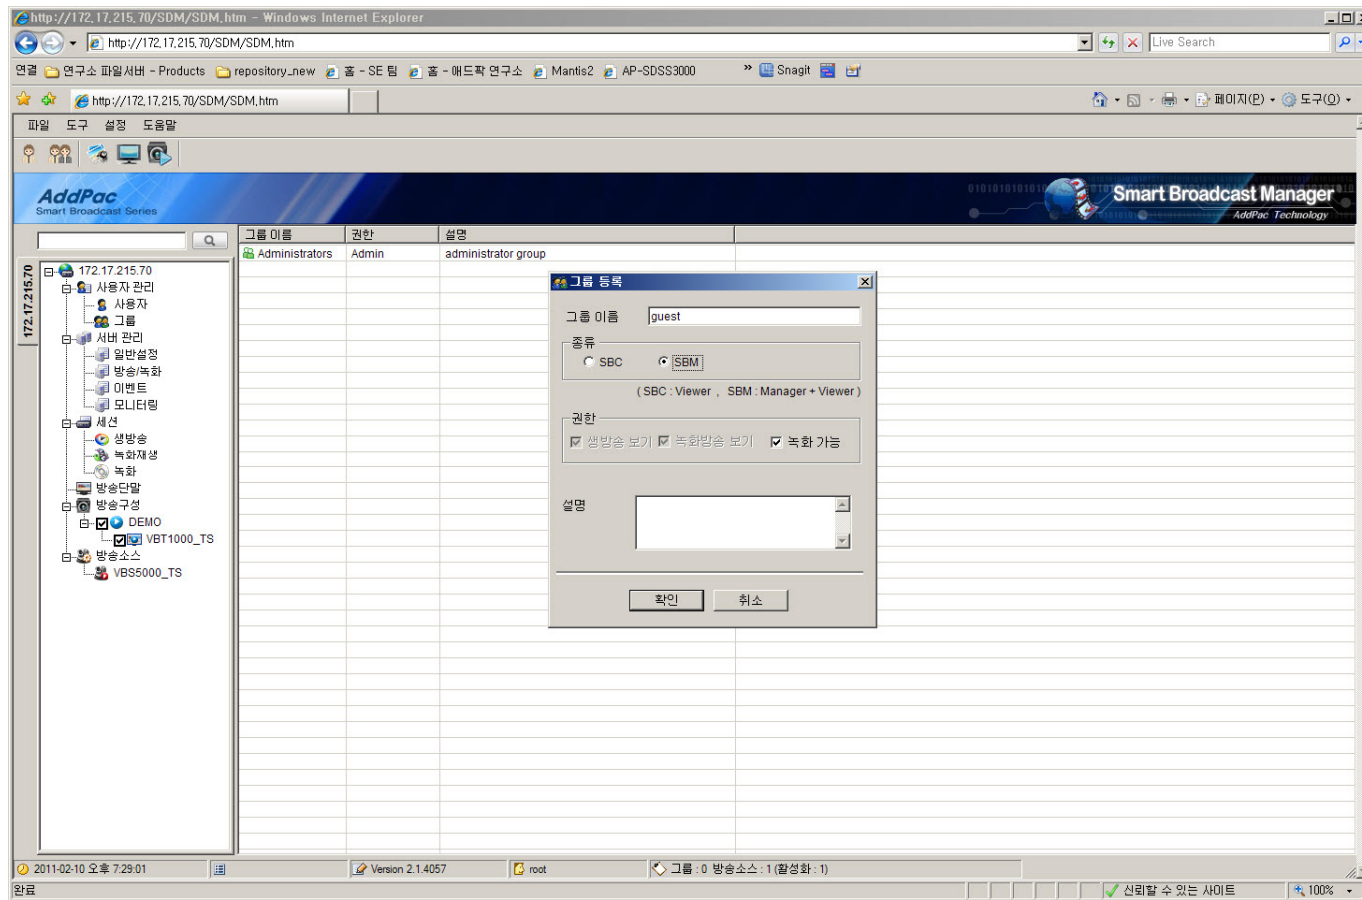 http://172.17.215.70/SDM/SDM.htm - Windows Internet Explorer
http://172.17.215.70/SDM/SDM.htm
Live Search
연결 연구소 파일서버 - Products repository_new 홈 - SE 팀 홈 - 애드팍 연구소 Mantis2 AP-SDSS3000 » Snagit
http://172.17.215.70/SDM/SDM.htm
페이지(P) 도구(O)
파일 도구 설정 도움말
AddPac
Smart Broadcast Series
Smart Broadcast Manager
AddPac Technology
172.17.215.70
172.17.215.70
사용자 관리
사용자
그룹
서버 관리
일반설정
방송/녹화
이벤트
모니터링
세션
생방송
녹화재생
녹화
방송단말
방송구성
DEMO
VBT1000_TS
방송소스
VBS5000_TS
그룹 이름 권한 설명
Administrators Admin administrator group
그룹 등록
그룹 이름 guest
종류
SBC SBM
( SBC : Viewer , SBM : Manager + Viewer )
권한
생방송 보기 녹화방송 보기 녹화 가능
설명
확인 취소
2011-02-10 오후 7:29:01 Version 2.1.4057 root 그룹 : 0 방송소스 : 1 (활성화 : 1)
완료 신뢰할 수 있는 사이트 100%